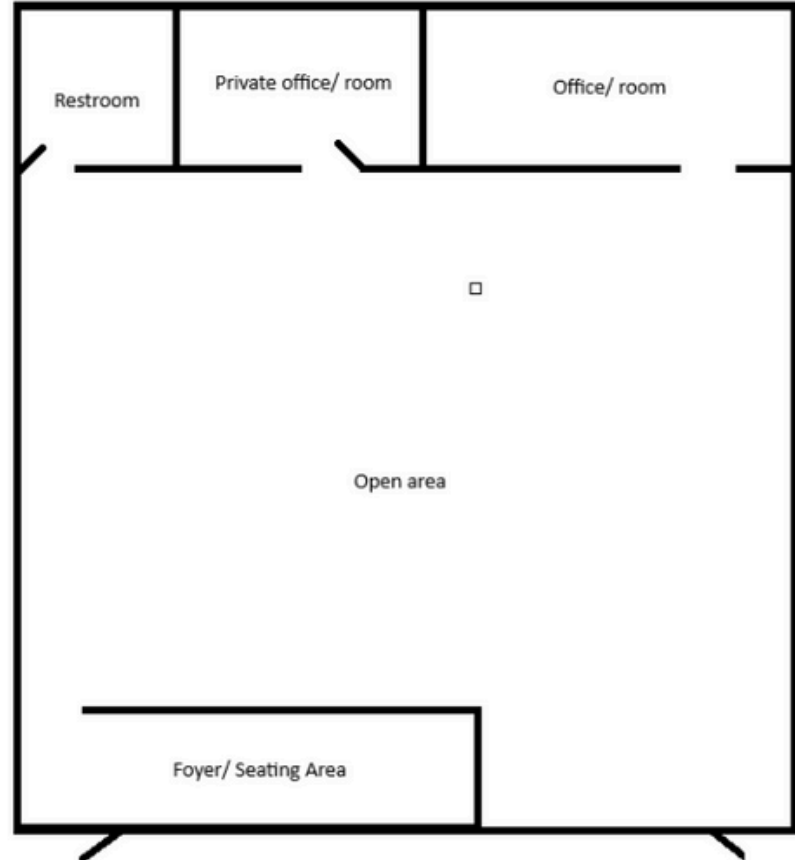 Restroom
Private office/ room
Office/ room
Open area
Foyer/ Seating Area